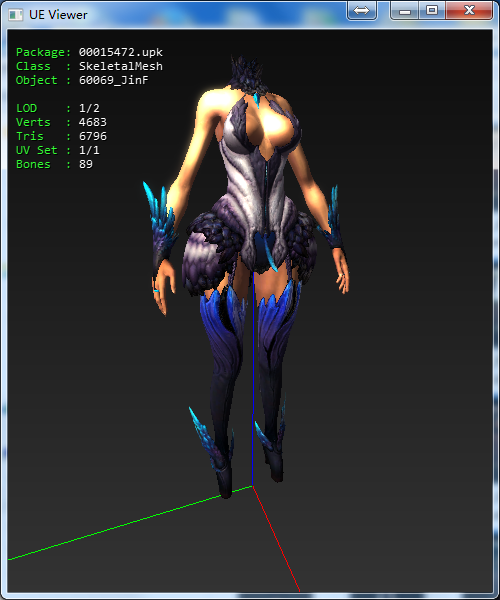 UE Viewer
Package: 00015472.upk
Class : SkeletalMesh
Object : 60069_JinF
LOD : 1/2
Verts : 4683
Tris : 6796
UV Set : 1/1
Bones : 89